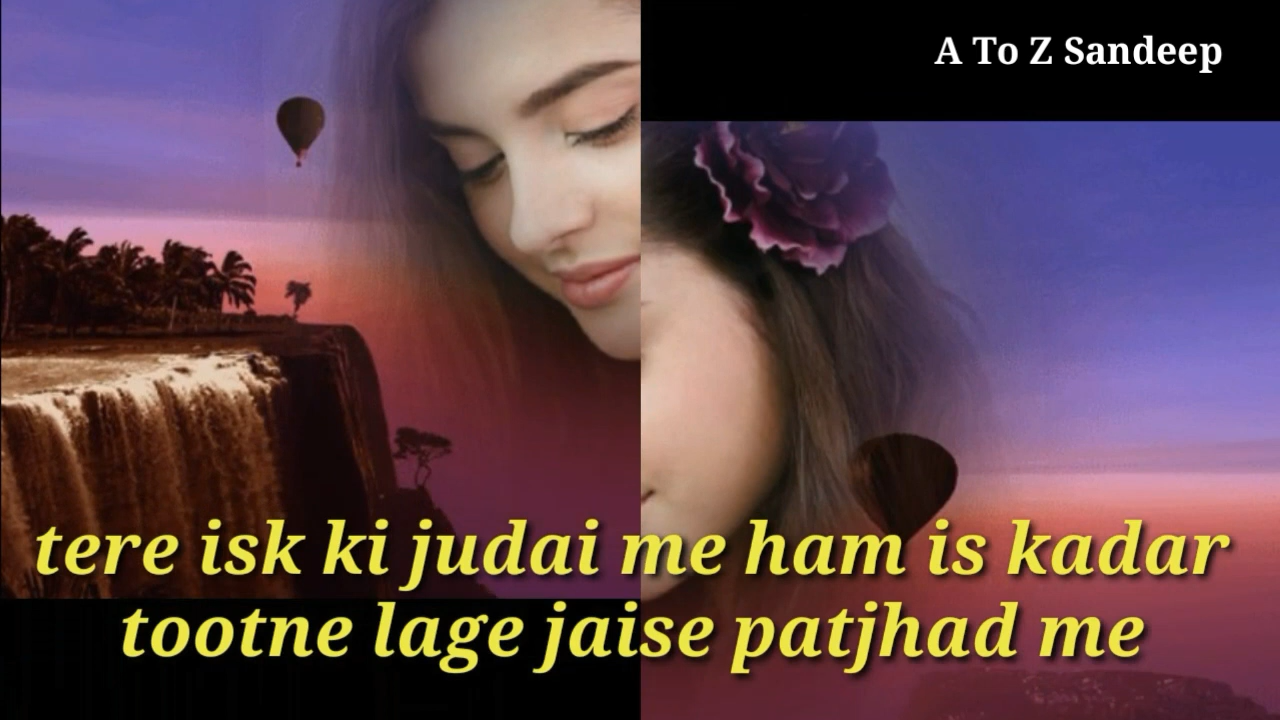 A To Z Sandeep
tere isk ki judai me ham is kadar
tootne lage jaise patjhad me